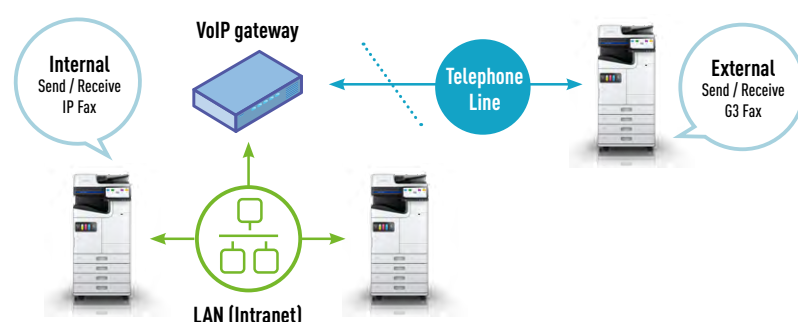 VoIP gateway
Internal
Send / Receive
IP Fax
Telephone
Line
External
Send / Receive
G3 Fax
LAN (Intranet)